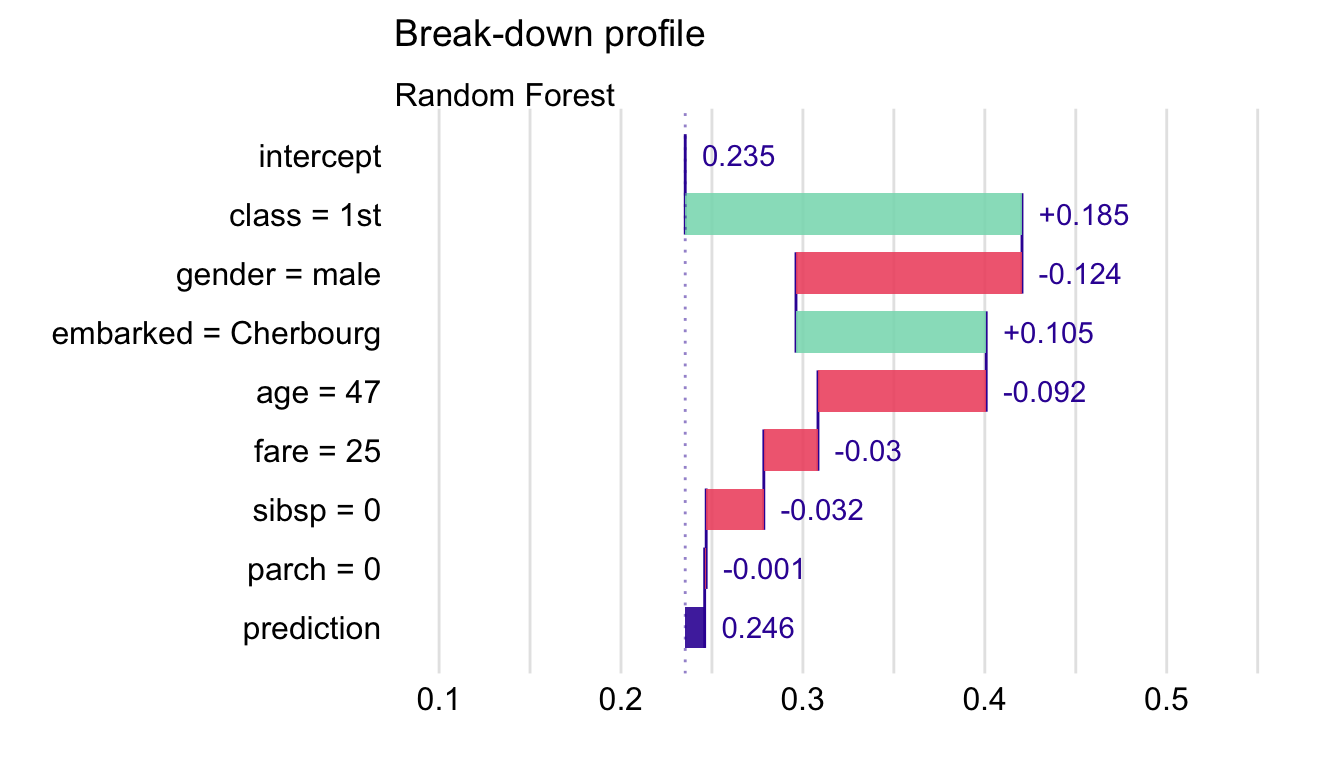 Break-down profile
Random Forest
intercept 0.235
class = 1st +0.185
gender = male -0.124
embarked = Cherbourg +0.105
age = 47 -0.092
fare = 25 -0.03
sibsp = 0 -0.032
parch = 0 -0.001
prediction 0.246
0.1 0.2 0.3 0.4 0.5